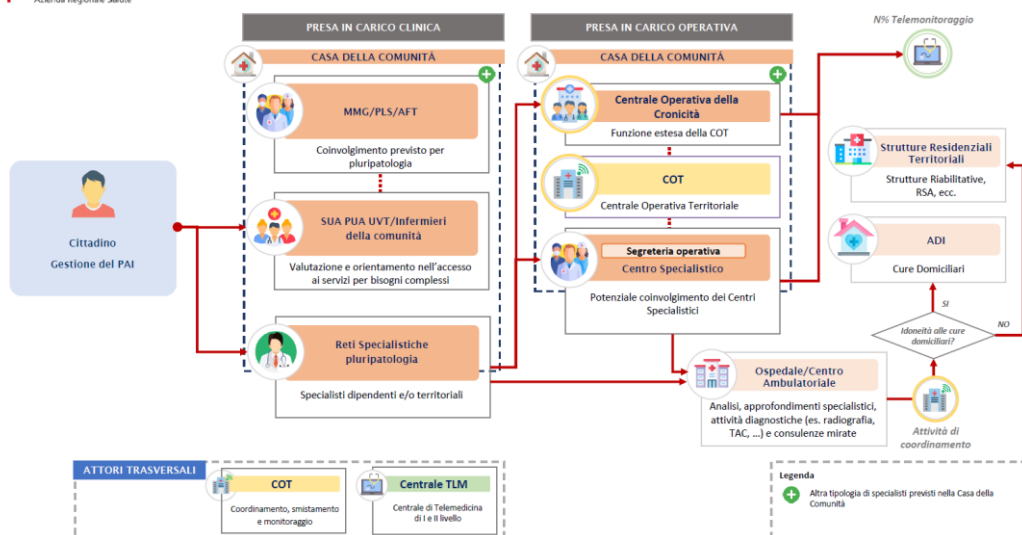 Azienda Regionale Salute
PRESA IN CARICO CLINICA
PRESA IN CARICO OPERATIVA
N% Telemonitoraggio
CASA DELLA COMUNITÀ
CASA DELLA COMUNITÀ
MMG/PLS/AFT
Coinvolgimento previsto per
pluripatologia
Centrale Operativa della
Cronicità
Funzione estesa della COT
Strutture Residenziali
Territoriali
Strutture Riabilitative,
RSA, ecc.
COT
Centrale Operativa Territoriale
Cittadino
Gestione del PAI
SUA PUA UVT/Infermieri
della comunità
Valutazione e orientamento nell'accesso
ai servizi per bisogni complessi
Segreteria operativa
Centro Specialistico
Potenziale coinvolgimento dei Centri
Specialistici
ADI
Cure Domiciliari
SI
NO
Idoneità alle cure
domiciliari?
Reti Specialistiche
pluripatologia
Specialisti dipendenti e/o territoriali
Ospedale/Centro
Ambulatoriale
Analisi, approfondimenti specialistici,
attività diagnostiche (es. radiografia,
TAC, ...) e consulenze mirate
Attività di
coordinamento
ATTORI TRASVERSALI
COT
Coordinamento, smistamento
e monitoraggio
Centrale TLM
Centrale di Telemedicina
di I e II livello
Legenda
Altra tipologia di specialisti previsti nella Casa della
Comunità